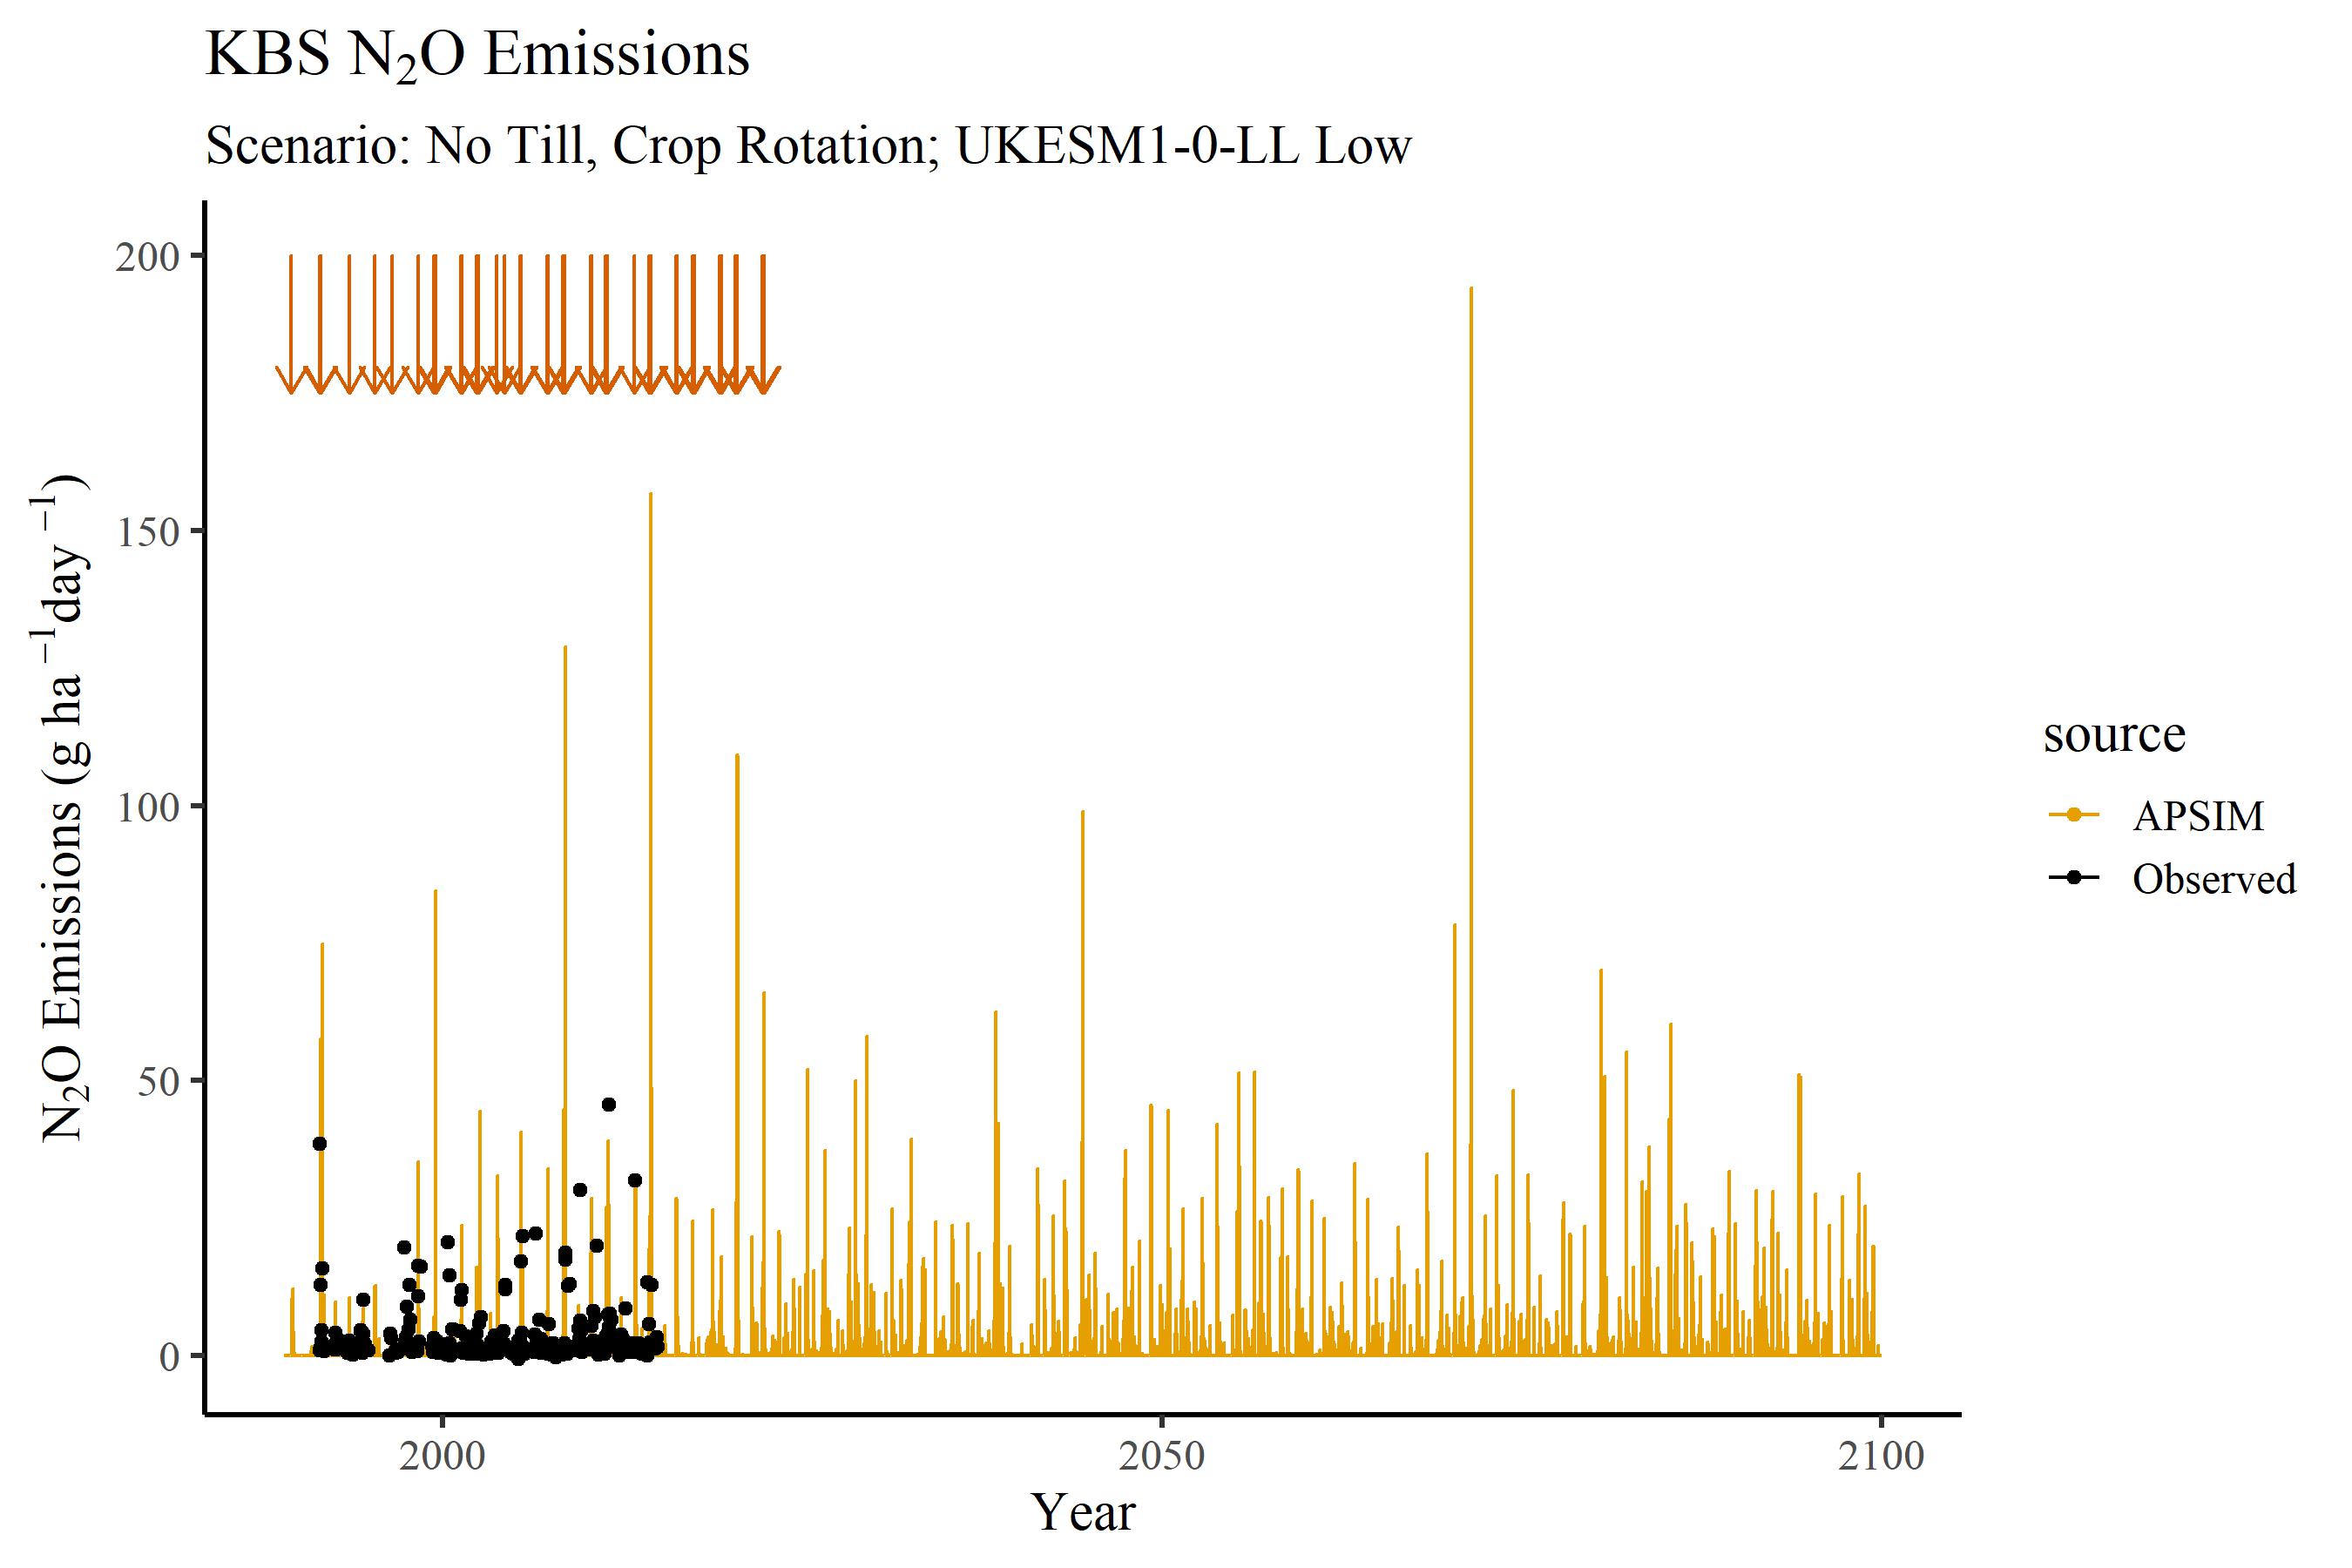 KBS N₂O Emissions
Scenario: No Till, Crop Rotation; UKESM1-0-LL Low
N₂O Emissions (g ha ⁻¹day ⁻¹)
200
150
100
50
0
2000
2050
2100
Year
source
APSIM
Observed